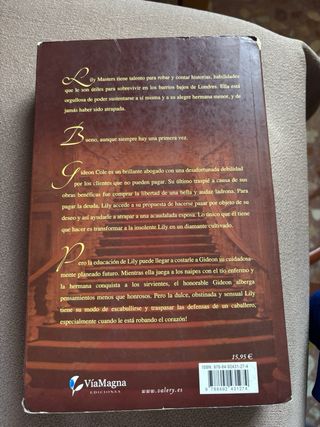 Lily Masters tiene talento para robar y contar historias, habilidades
que le son útiles para sobrevivir en los barrios bajos de Londres. Ella está
orgullosa de poder sustentarse a sí misma y a su alegre hermana menor, y de
jamás haber sido atrapada.
Bueno, aunque siempre hay una primera vez.
Gideon Cole es un brillante abogado con una desafortunada debilidad
por los clientes que no pueden pagar. Su último traspié a causa de sus
obras benéficas fue comprar la libertad de una bella y audaz ladrona. Para
pagar la deuda, Lily accede a su propuesta de hacerse pasar por objeto de su
deseo y así ayudarle a atrapar a una acaudalada esposa. Lo único que él tiene
que hacer es transformar a la insolente Lily en un diamante cultivado.
Pero la educación de Lily puede llegar a costarle a Gideon su cuidadosa-
mente planeado futuro. Mientras ella juega a los naipes con el tío enfermo y
la hermana conquista a los sirvientes, el honorable Gideon alberga
pensamientos menos que honrosos. Pero la dulce, obstinada y sensual Lily
tiene su modo de escabullirse y traspasar las defensas de un caballero,
especialmente cuando le está robando el corazón!
15,95 €
VíaMagna
EDICIONES
www.valery.es